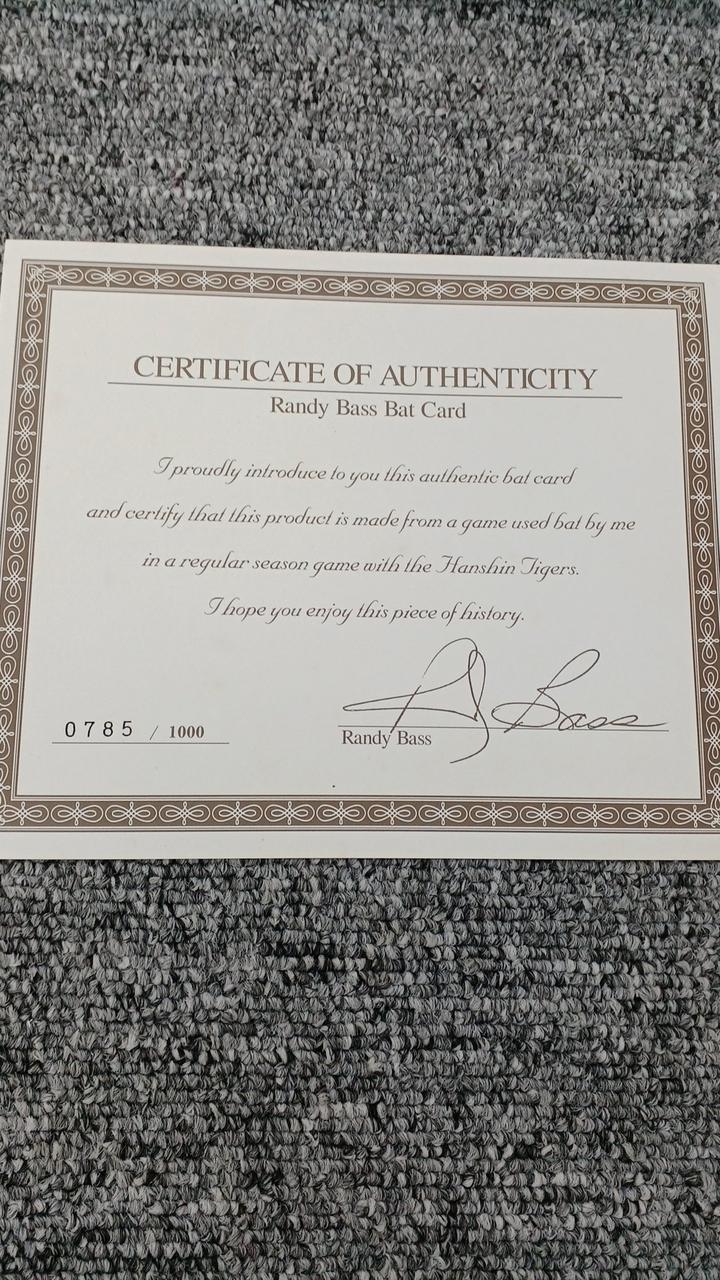 CERTIFICATE OF AUTHENTICITY
Randy Bass Bat Card
I proudly introduce to you this authentic bat card
and certify that this product is made from a game used bat by me
in a regular season game with the Hanshin Tigers.
I hope you enjoy this piece of history.
Randy Bass
0785 / 1000
Randy Bass